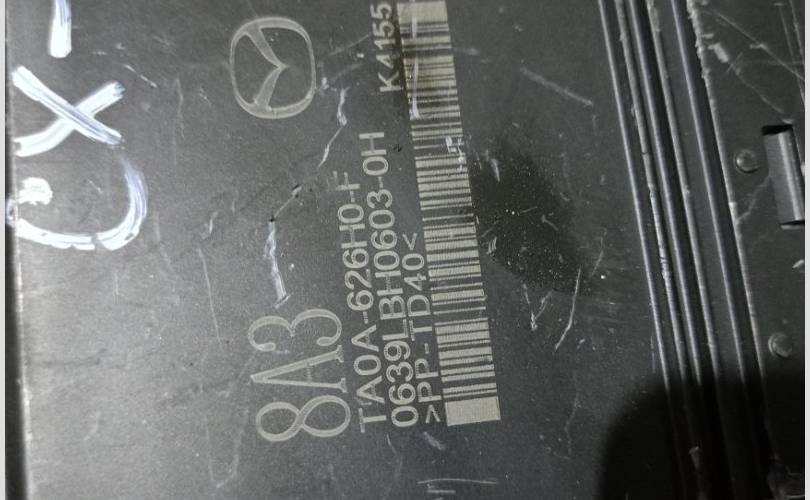 CX-
8A3
TA0A-626H0-F
0639LBH0603-0H K4155
>PP-TD40<